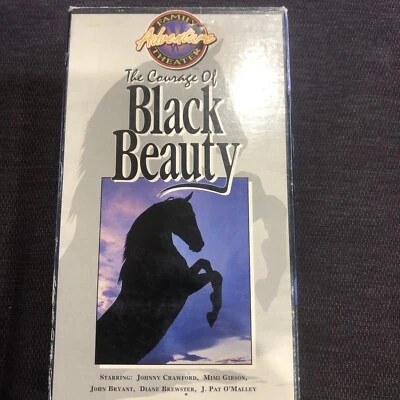 FAMILY
Adventure
THEATER
The Courage Of
Black
Beauty
STARRING: JOHNNY CRAWFORD, MIMI GIBSON,
JOHN BRYANT, DIANE BREWSTER, J. PAT O'MALLEY